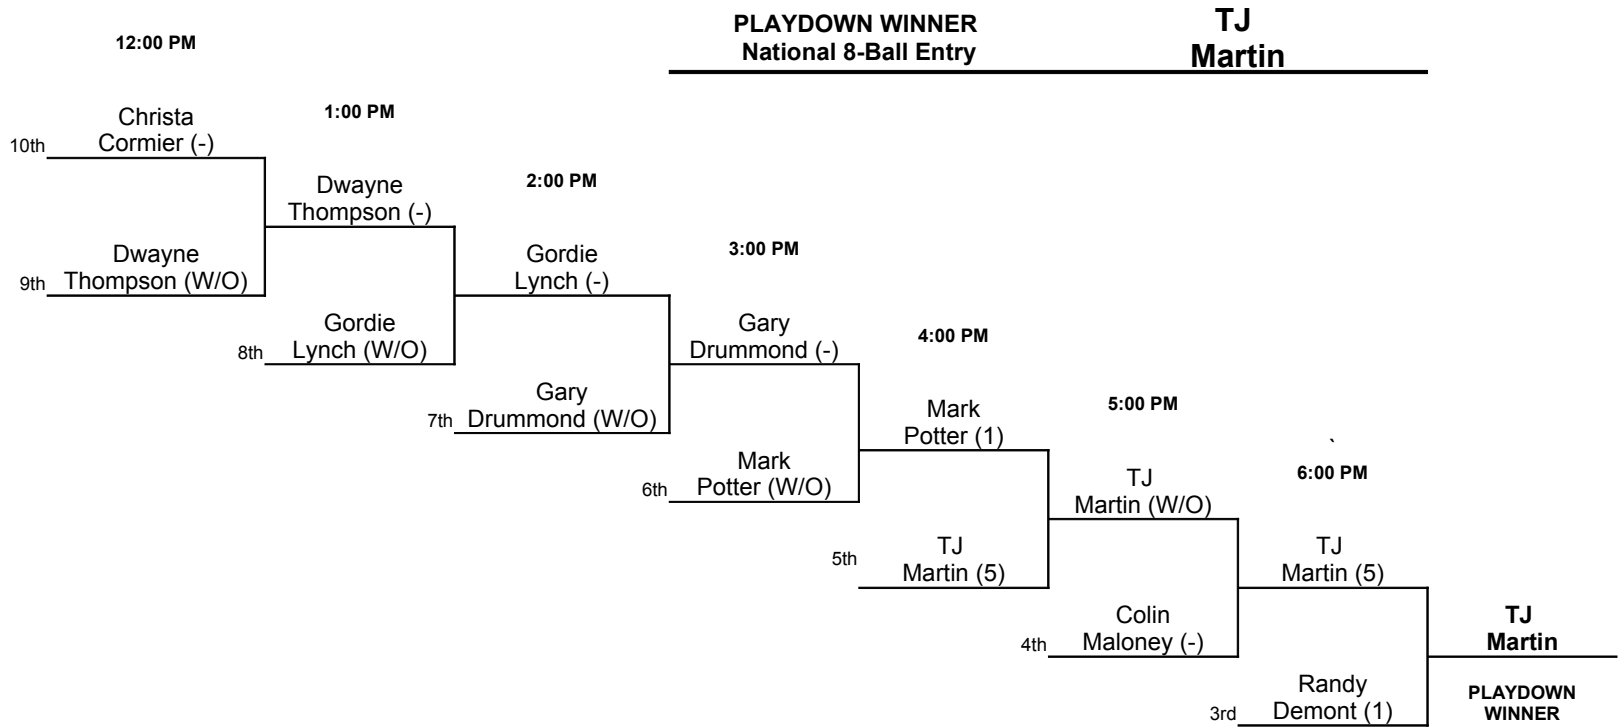 PLAYDOWN WINNER
National 8-Ball Entry
TJ
Martin
12:00 PM
Christa
10th Cormier (-)
1:00 PM
Dwayne
Thompson (-)
Dwayne
9th Thompson (W/O)
2:00 PM
Gordie
Lynch (-)
Gordie
8th Lynch (W/O)
3:00 PM
Gary
Drummond (-)
Gary
7th Drummond (W/O)
4:00 PM
Mark
Potter (1)
Mark
6th Potter (W/O)
5:00 PM
TJ
Martin (W/O)
5th
TJ
Martin (5)
`
6:00 PM
TJ
Martin (5)
Colin
4th Maloney (-)
TJ
Martin
Randy
3rd Demont (1)
PLAYDOWN
WINNER